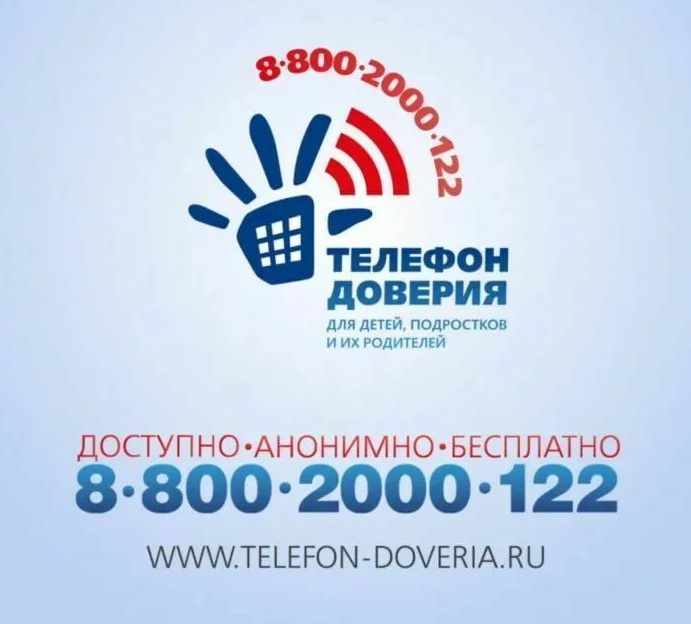 8·800·2000·122
ТЕЛЕФОН
ДОВЕРИЯ
ДЛЯ ДЕТЕЙ, ПОДРОСТКОВ
И ИХ РОДИТЕЛЕЙ
ДОСТУПНО·АНОНИМНО·БЕСПЛАТНО
8·800·2000·122
WWW.TELEFON-DOVERIA.RU